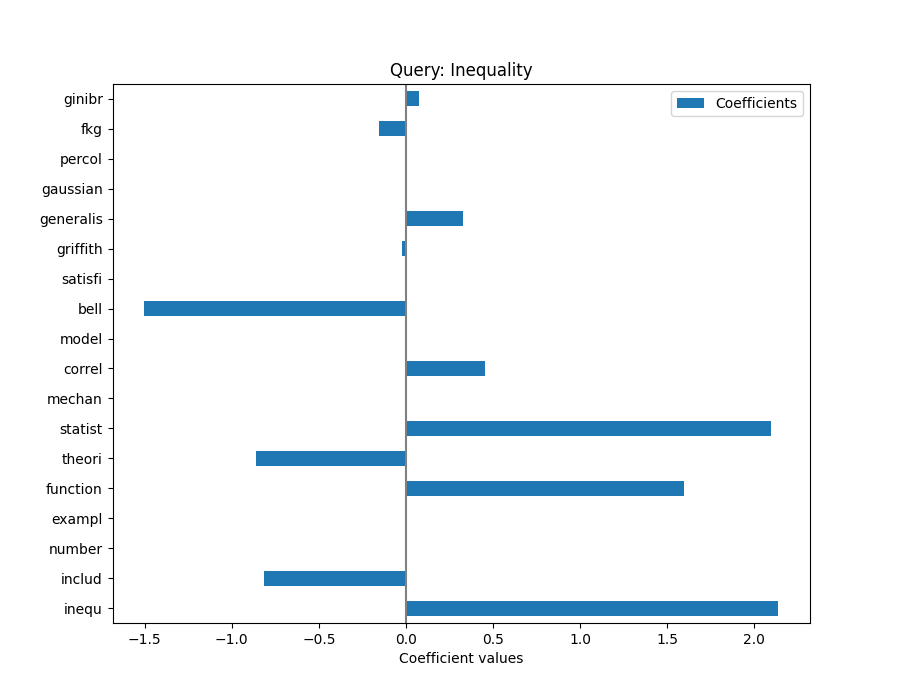 Query: Inequality
ginibr
fkg
percol
gaussian
generalis
griffith
satisfi
bell
model
correl
mechan
statist
theori
function
exampl
number
includ
inequ
Coefficients
−1.5 −1.0 −0.5 0.0 0.5 1.0 1.5 2.0
Coefficient values